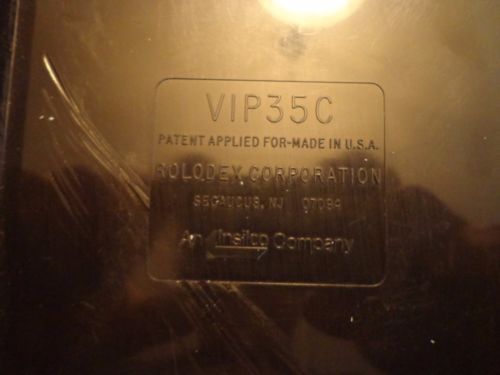 VIP35C
PATENT APPLIED FOR-MADE IN U.S.A.
ROLODEX CORPORATION
SECAUCUS, NJ 07094
An Insilco Company